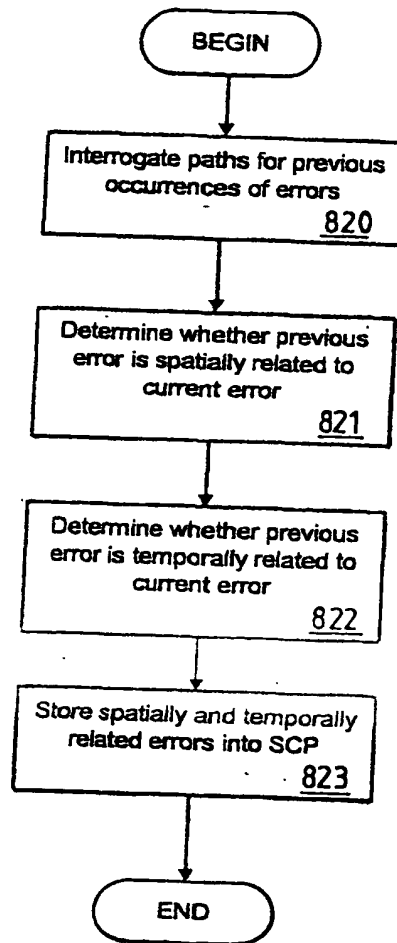 BEGIN
Interrogate paths for previous
occurrences of errors
820
Determine whether previous
error is spatially related to
current error
821
Determine whether previous
error is temporally related to
current error
822
Store spatially and temporally
related errors into SCP
823
END